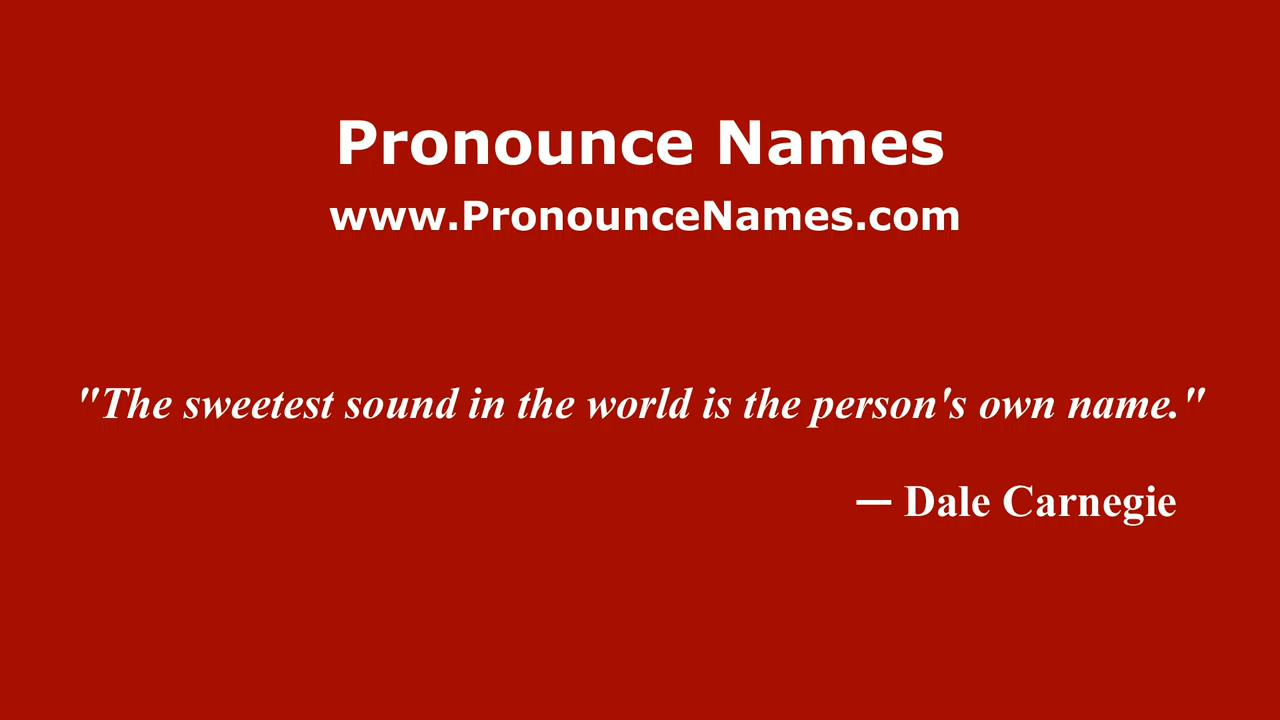 Pronounce Names
www.PronounceNames.com
"The sweetest sound in the world is the person's own name."
— Dale Carnegie